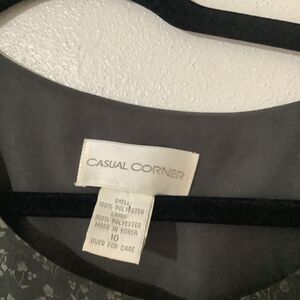 CASUAL CORNER
SHELL:
100% POLYESTER
LINING:
100% POLYESTER
MADE IN KOREA
10
OVER FOR CARE